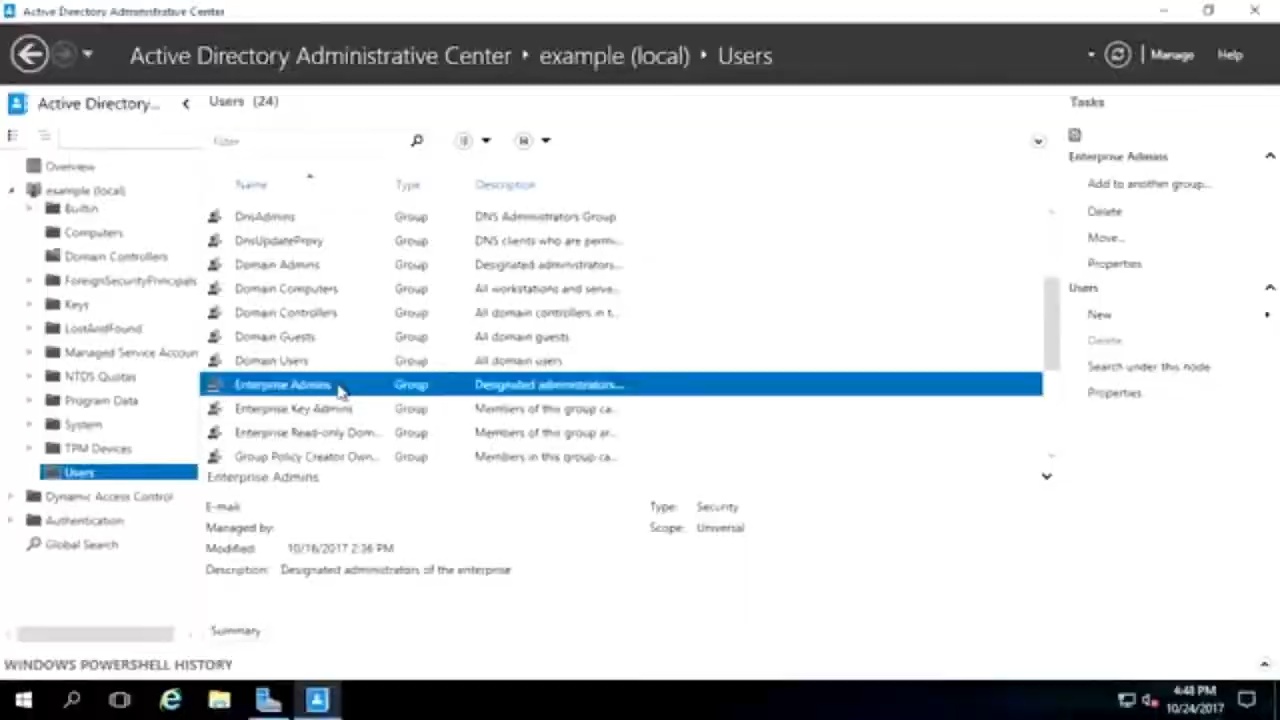 Active Directory Administrative Center
Active Directory Administrative Center • example (local) • Users
Manage
Help
Active Directory...
Overview
example (local)
Builtin
Computers
Domain Controllers
ForeignSecurityPrincipals
Keys
LostAndFound
Managed Service Accoun
NTDS Quotas
Program Data
System
TPM Devices
Users
Dynamic Access Control
Authentication
Global Search
Users (24)
Filter
Name Type Description
DnsAdmins Group DNS Administrators Group
DnsUpdateProxy Group DNS clients who are permi...
Domain Admins Group Designated administrators...
Domain Computers Group All workstations and serve...
Domain Controllers Group All domain controllers in t...
Domain Guests Group All domain guests
Domain Users Group All domain users
Enterprise Admins Group Designated administrators...
Enterprise Key Admins Group Members of this group ca...
Enterprise Read-only Dom... Group Members of this group ar...
Group Policy Creator Own... Group Members in this group ca...
Enterprise Admins
E-mail:
Managed by:
Modified: 10/16/2017 2:36 PM
Description: Designated administrators of the enterprise
Type: Security
Scope: Universal
Summary
Tasks
Enterprise Admins
Add to another group...
Delete
Move...
Properties
Users
New
Delete
Search under this node
Properties
WINDOWS POWERSHELL HISTORY
4:48 PM
10/24/2017